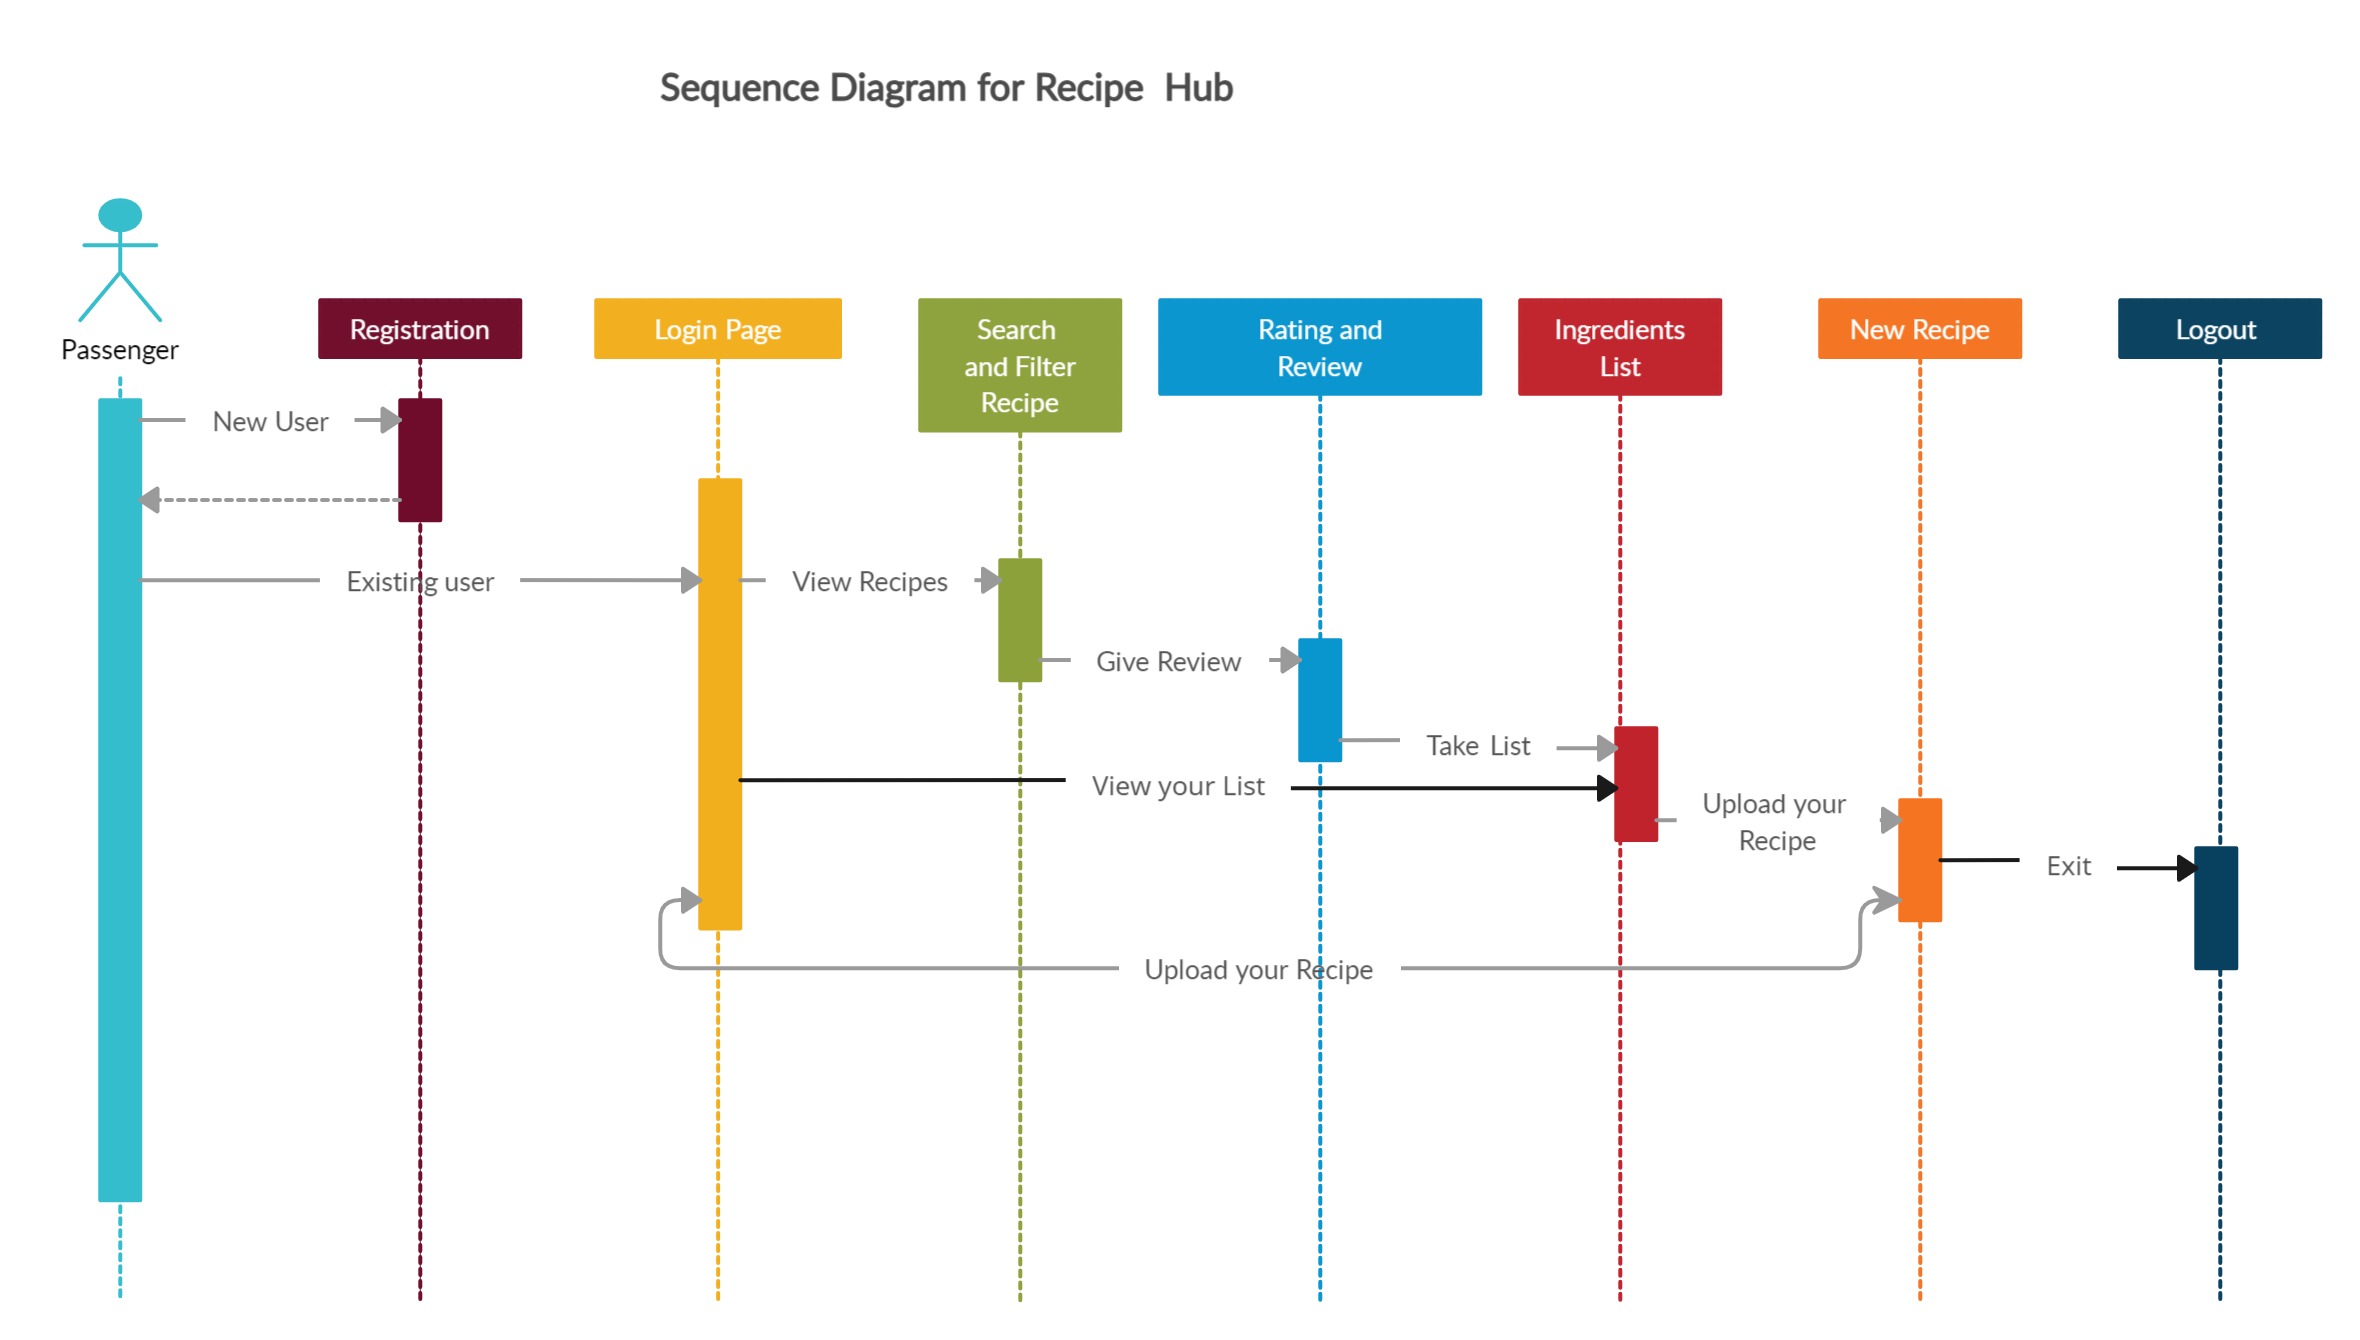 Sequence Diagram for Recipe Hub
Passenger
Registration
Login Page
Search
and Filter
Recipe
Rating and
Review
Ingredients
List
New Recipe
Logout
New User
Existing user
View Recipes
Give Review
Take List
View your List
Upload your
Recipe
Exit
Upload your Recipe